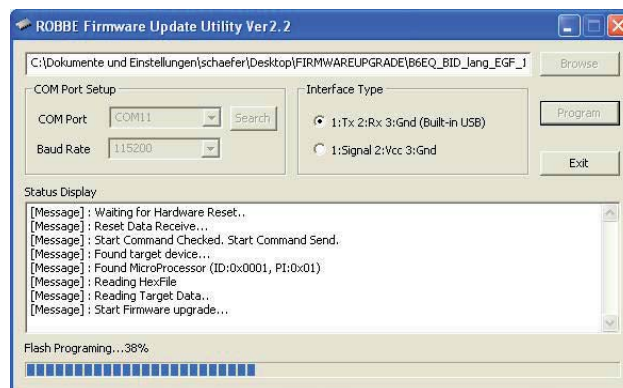 ROBBE Firmware Update Utility Ver2.2
C:\Dokumente und Einstellungen\schaefer\Desktop\FIRMWAREUPGRADE\B6EQ_BID_lang_EGF_1
Browse
COM Port Setup
COM Port
COM11
Search
Baud Rate
115200
Interface Type
1:Tx 2:Rx 3:Gnd (Built-in USB)
1:Signal 2:Vcc 3:Gnd
Program
Exit
Status Display
[Message] : Waiting for Hardware Reset..
[Message] : Reset Data Receive...
[Message] : Start Command Checked. Start Command Send.
[Message] : Found target device...
[Message] : Found MicroProcessor (ID:0x0001, PI:0x01)
[Message] : Reading HexFile
[Message] : Reading Target Data..
[Message] : Start Firmware upgrade...
Flash Programing...38%